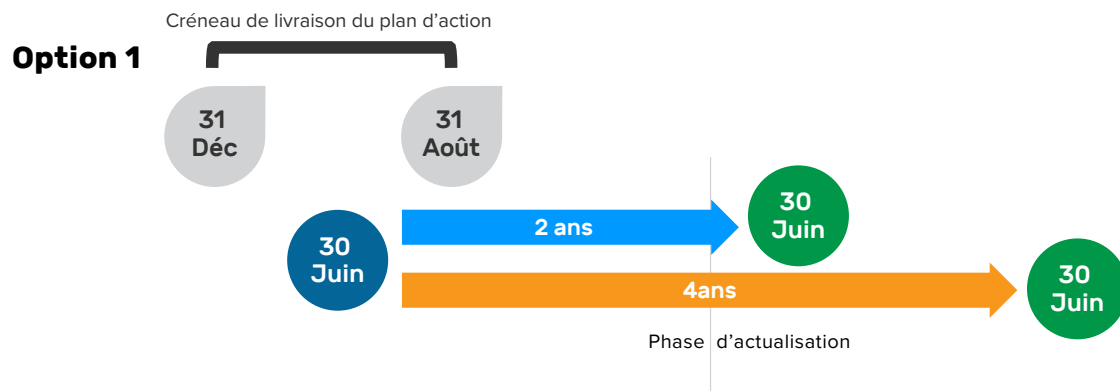 Créneau de livraison du plan d’action
Option 1
31
Déc
31
Août
30
Juin
2 ans
30
Juin
4ans
30
Juin
Phase d’actualisation